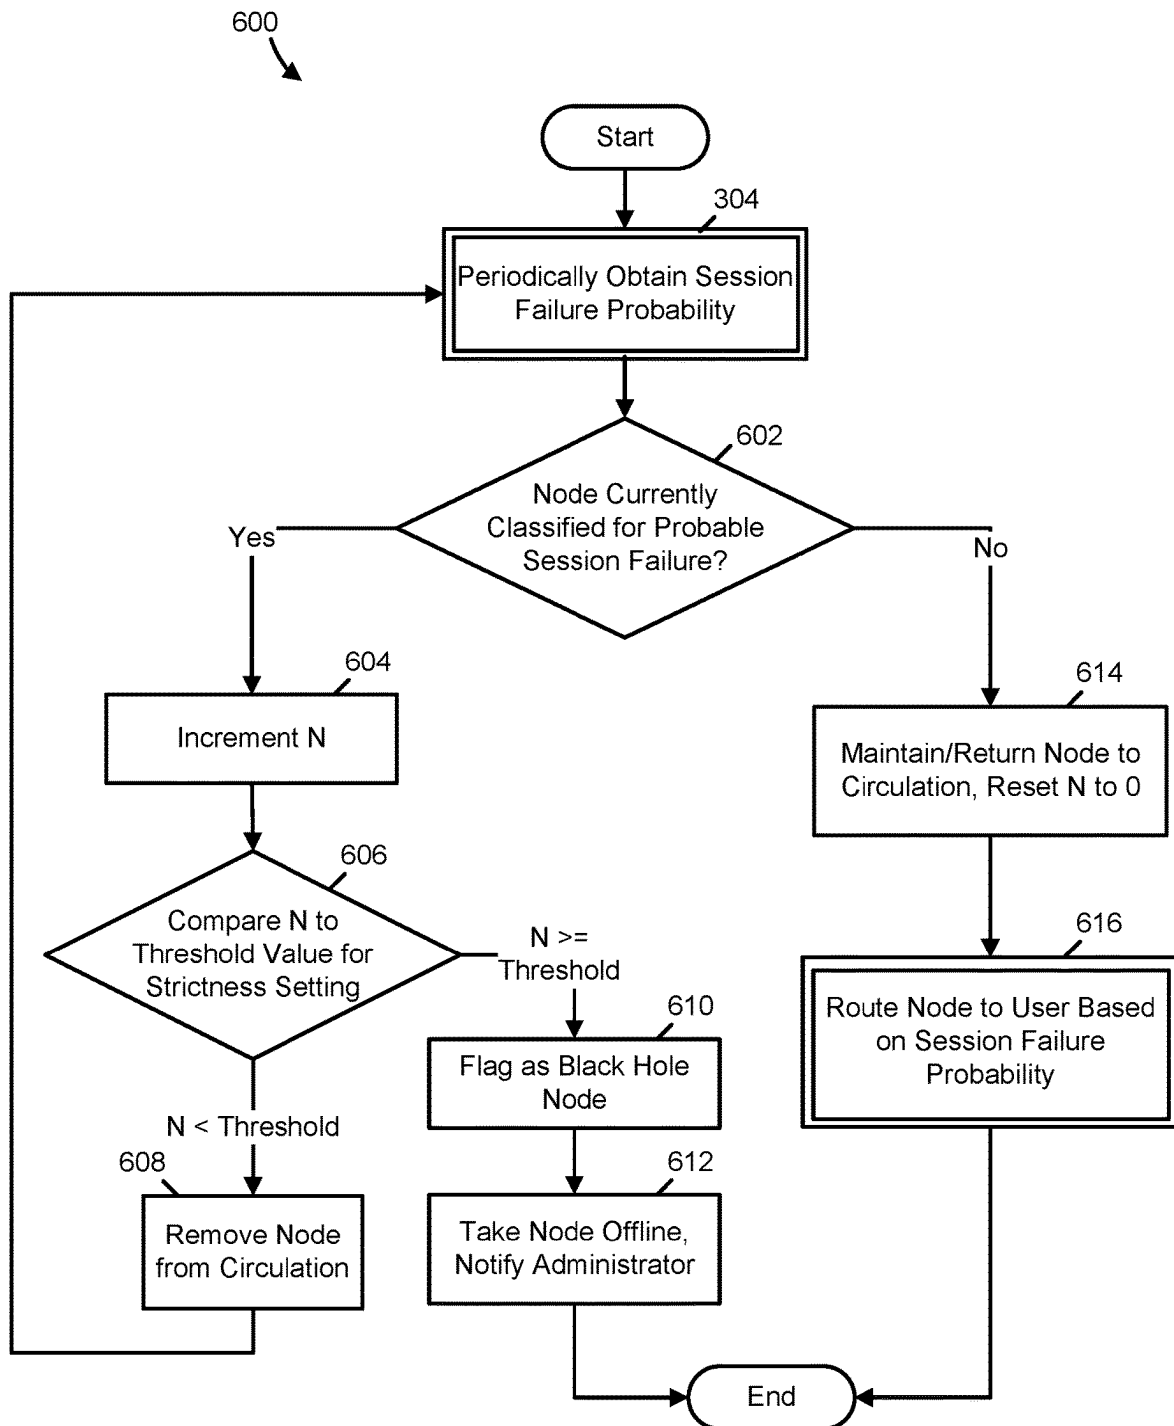 600
Start
304
Periodically Obtain Session
Failure Probability
602
Node Currently
Classified for Probable
Session Failure?
Yes
No
604
Increment N
614
Maintain/Return Node to
Circulation, Reset N to 0
606
Compare N to
Threshold Value for
Strictness Setting
N >=
Threshold
616
Route Node to User Based
on Session Failure
Probability
610
Flag as Black Hole
Node
N < Threshold
608
Remove Node
from Circulation
612
Take Node Offline,
Notify Administrator
End